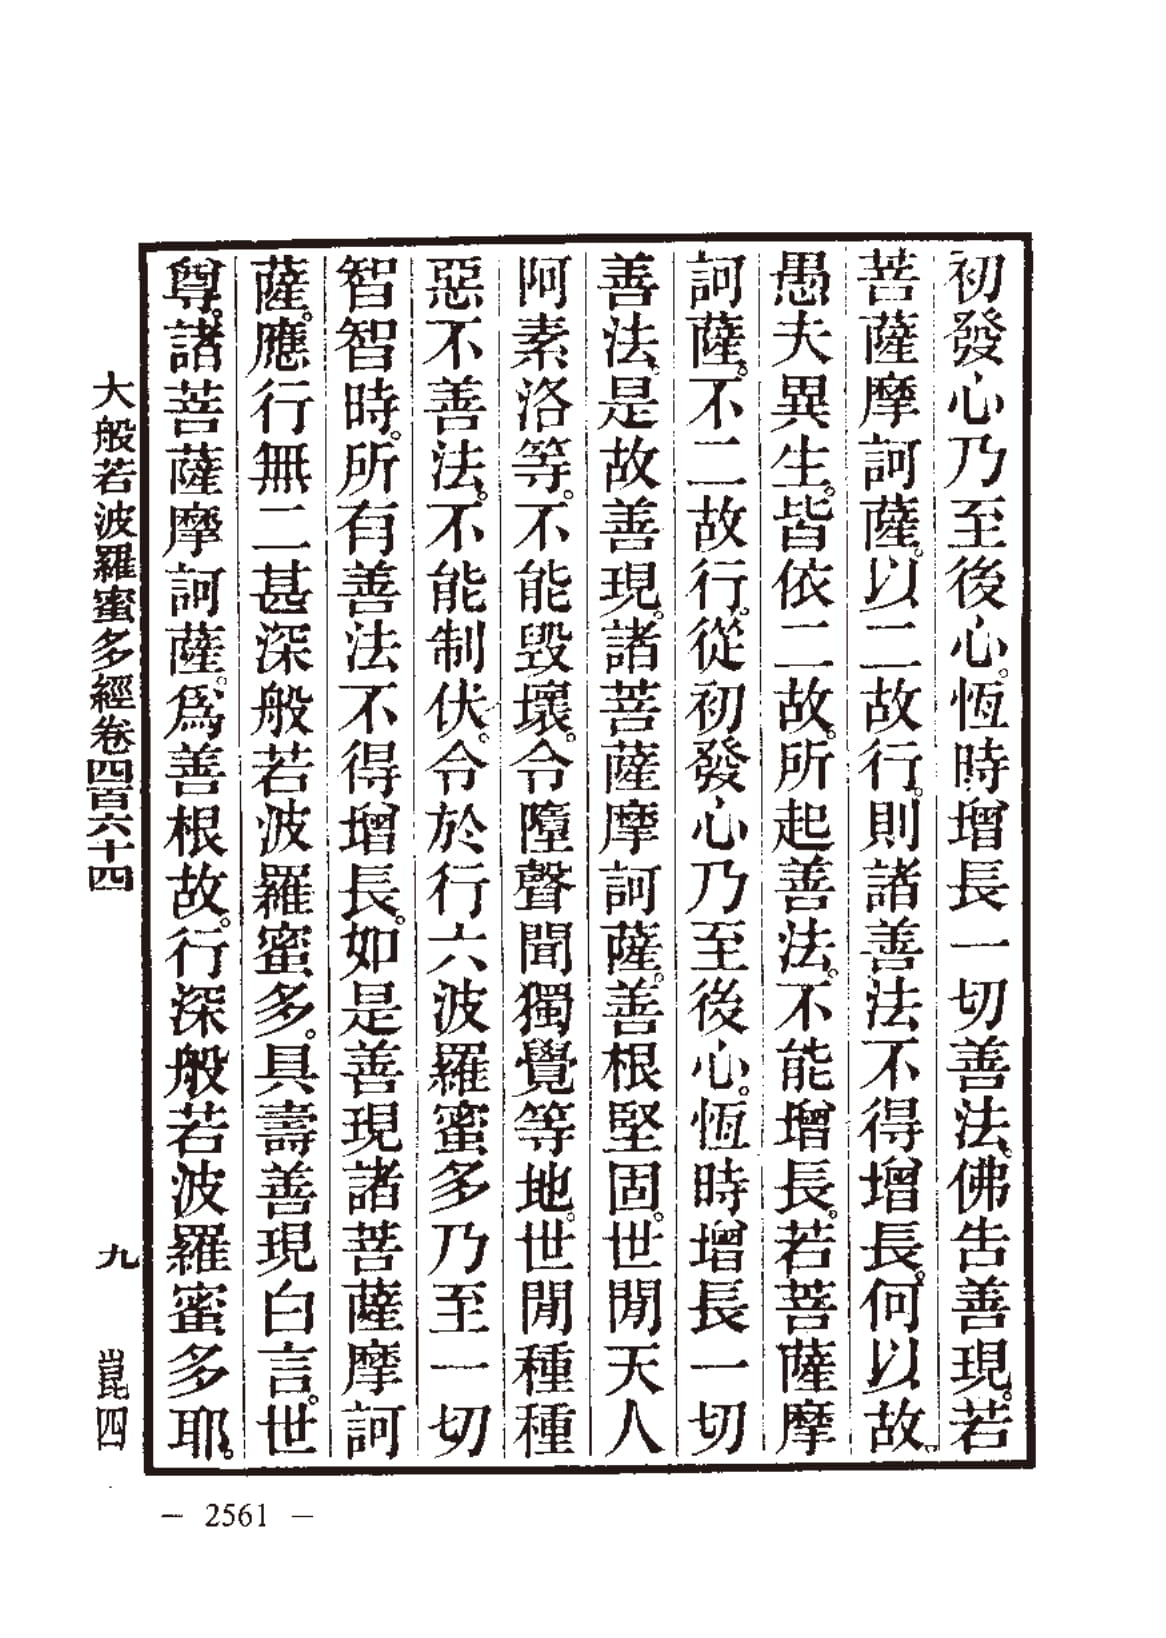 初發心乃至後心。恆時增長一切善法。佛告善現。若
菩薩摩訶薩。以二故行。則諸善法不得增長。何以故。
愚夫異生。皆依二故。所起善法。不能增長。若菩薩摩
訶薩。不二故行。從初發心乃至後心。恆時增長一切
善法。是故善現。諸菩薩摩訶薩。善根堅固。世閒天人
阿素洛等。不能毀壞。令墮聲聞獨覺等地。世閒種種
惡不善法。不能制伏。令於行六波羅蜜多乃至一切
智智時。所有善法不得增長。如是善現諸菩薩摩訶
薩。應行無二甚深般若波羅蜜多。具壽善現白言。世
尊。諸菩薩摩訶薩。爲善根故。行深般若波羅蜜多耶。
大般若波羅蜜多經卷四百六十四 九 崑四
— 2561 —